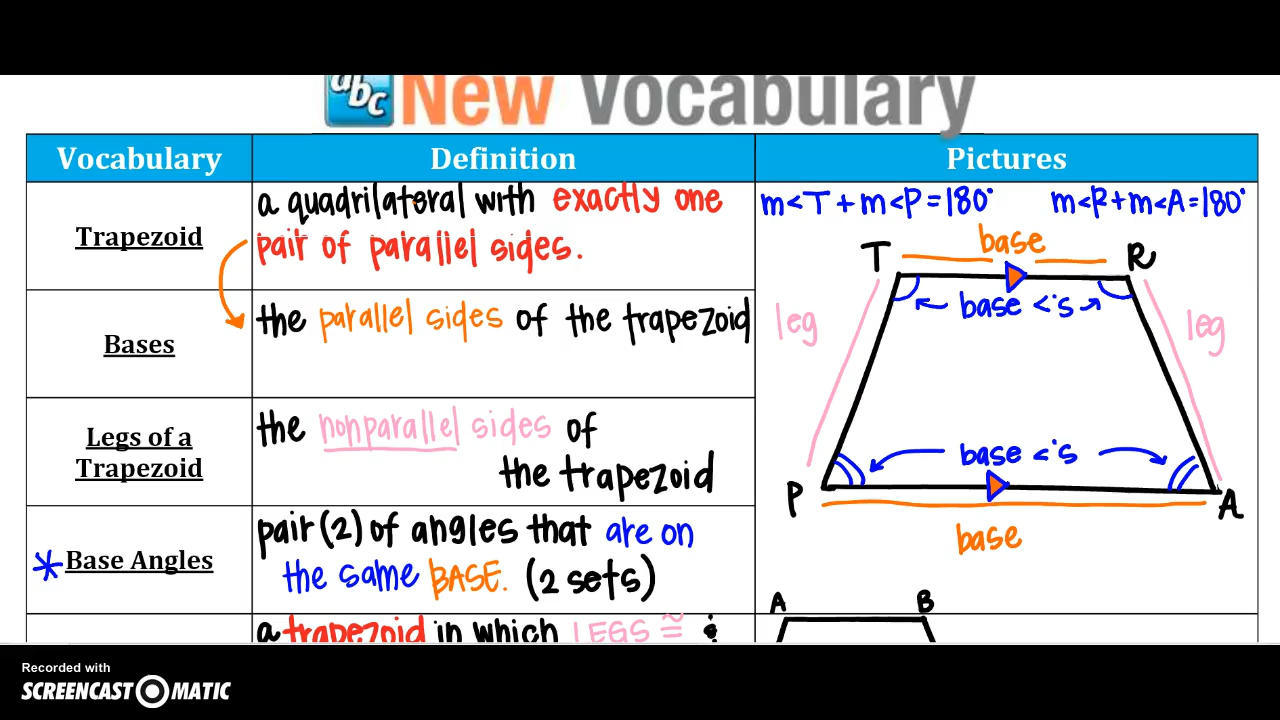 abc New Vocabulary
Vocabulary
Definition
Pictures
Trapezoid
a quadrilateral with exactly one
pair of parallel sides.
Bases
the parallel sides of the trapezoid
Legs of a
Trapezoid
the nonparallel sides of
the trapezoid
* Base Angles
pair (2) of angles that are on
the same BASE. (2 sets)
a trapezoid in which LEGS ≅ &
m<T + m<P = 180° m<R + m<A = 180°
base
T R
base <'s
leg leg
base <'s
P A
base
A B
Recorded with
SCREENCAST O MATIC